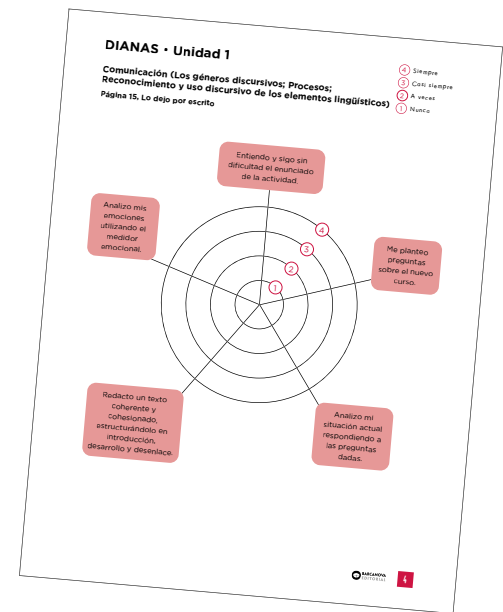 DIANAS · Unidad 1
Comunicación (Los géneros discursivos; Procesos;
Reconocimiento y uso discursivo de los elementos lingüísticos)
Página 15, Lo dejo por escrito
4 Siempre
3 Casi siempre
2 A veces
1 Nunca
Entiendo y sigo sin
dificultad el enunciado
de la actividad.
Analizo mis
emociones
utilizando el
medidor
emocional.
4
3
2
1
Me planteo
preguntas
sobre el nuevo
curso.
Redacto un texto
coherente y
cohesionado,
estructurándolo en
introducción,
desarrollo y desenlace.
Analizo mi
situación actual
respondiendo a
las preguntas
dadas.
BARCANOVA
EDITORIAL
4